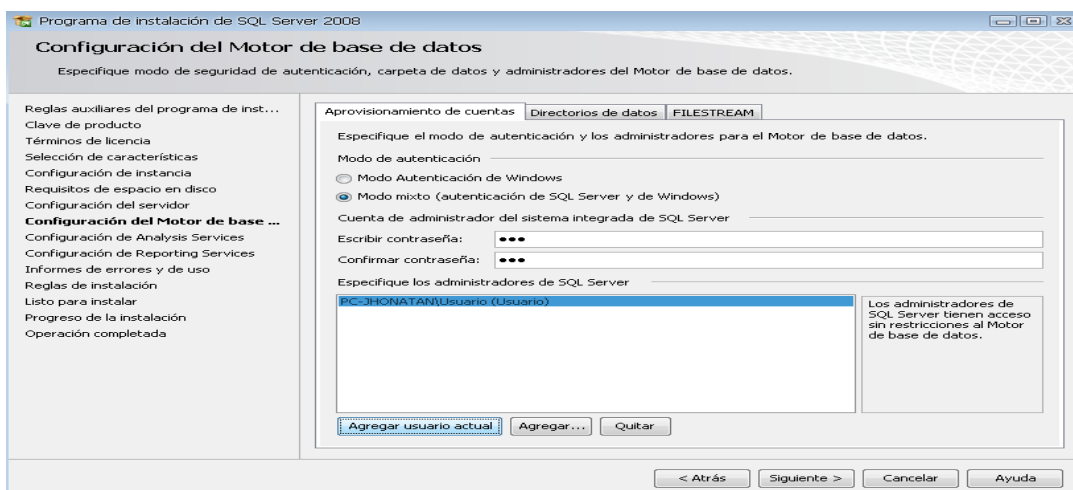 Programa de instalación de SQL Server 2008
Configuración del Motor de base de datos
Especifique modo de seguridad de autenticación, carpeta de datos y administradores del Motor de base de datos.
Reglas auxiliares del programa de inst...
Clave de producto
Términos de licencia
Selección de características
Configuración de instancia
Requisitos de espacio en disco
Configuración del servidor
Configuración del Motor de base ...
Configuración de Analysis Services
Configuración de Reporting Services
Informes de errores y de uso
Reglas de instalación
Listo para instalar
Progreso de la instalación
Operación completada
Aprovisionamiento de cuentas
Directorios de datos
FILESTREAM
Especifique el modo de autenticación y los administradores para el Motor de base de datos.
Modo de autenticación
Modo Autenticación de Windows
Modo mixto (autenticación de SQL Server y de Windows)
Cuenta de administrador del sistema integrada de SQL Server
Escribir contraseña: ●●●
Confirmar contraseña: ●●●
Especifique los administradores de SQL Server
PC-JHONATAN\Usuario (Usuario)
Los administradores de
SQL Server tienen acceso
sin restricciones al Motor
de base de datos.
Agregar usuario actual
Agregar...
Quitar
< Atrás
Siguiente >
Cancelar
Ayuda